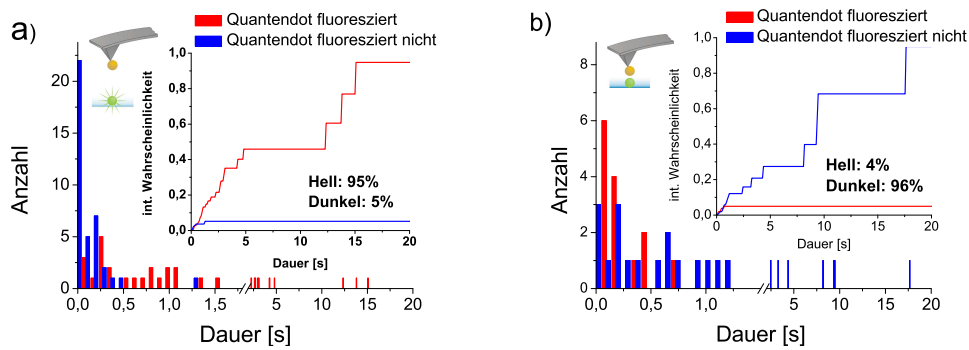 a)
Quantendot fluoresziert
Quantendot fluoresziert nicht
Anzahl
20
15
10
5
0
0,0
0,5
1,0
1,5
5
10
15
20
Dauer [s]
int. Wahrscheinlichkeit
1,0
0,8
0,6
0,4
0,2
0,0
0
5
10
15
20
Dauer [s]
Hell: 95%
Dunkel: 5%
b)
Quantendot fluoresziert
Quantendot fluoresziert nicht
Anzahl
8
6
4
2
0
0,0
0,5
1,0
5
10
15
20
Dauer [s]
int. Wahrscheinlichkeit
1,0
0,8
0,6
0,4
0,2
0,0
0
5
10
15
20
Dauer [s]
Hell: 4%
Dunkel: 96%